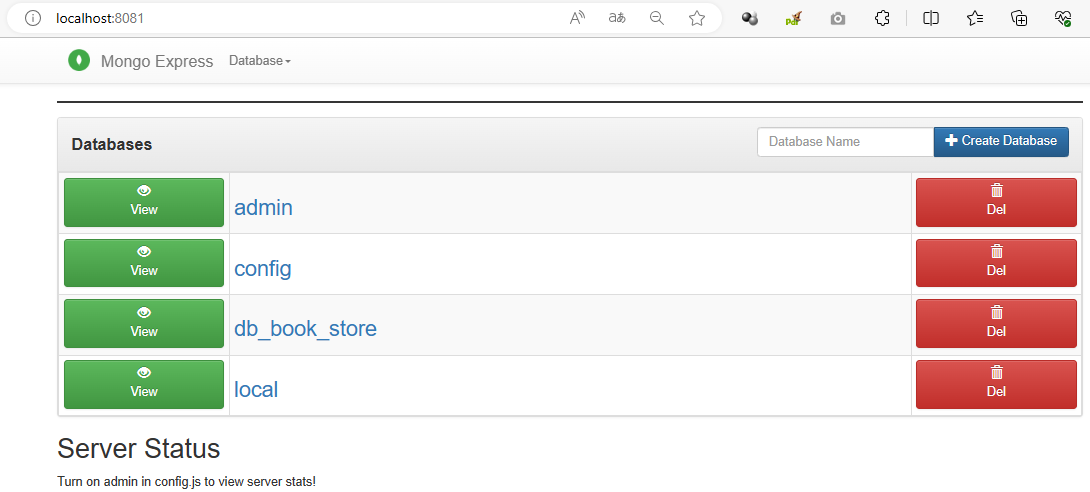 localhost:8081
Mongo Express Database
Databases
Database Name
Create Database
View
admin
Del
View
config
Del
View
db_book_store
Del
View
local
Del
Server Status
Turn on admin in config.js to view server stats!